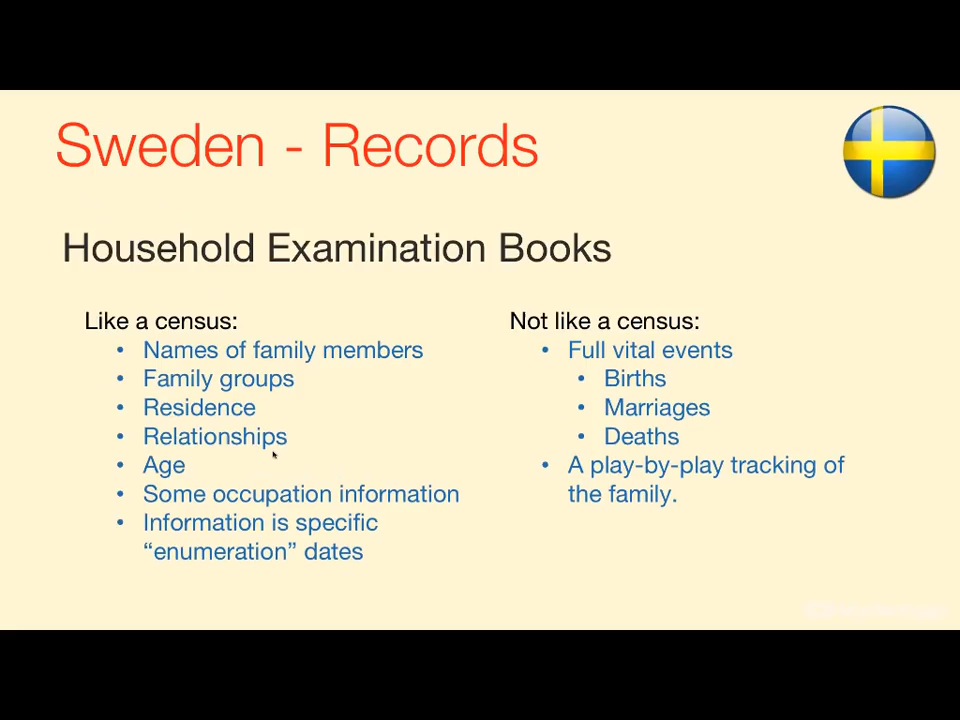 Sweden - Records
Household Examination Books
Like a census:
• Names of family members
• Family groups
• Residence
• Relationships
• Age
• Some occupation information
• Information is specific
“enumeration” dates
Not like a census:
• Full vital events
• Births
• Marriages
• Deaths
• A play-by-play tracking of
the family.